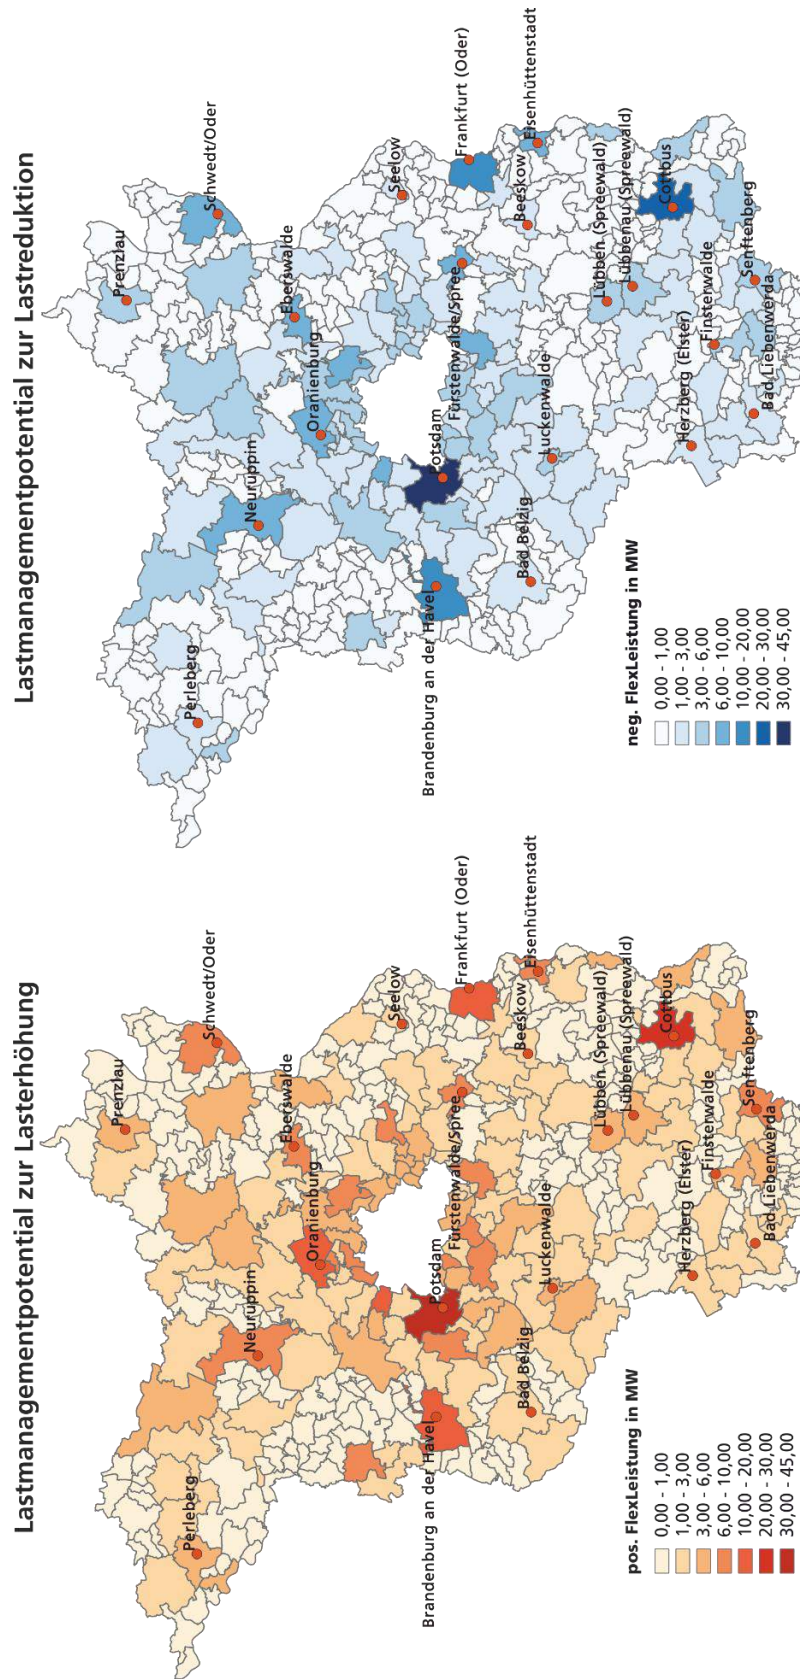 Lastmanagementpotential zur Lasterhöhung
Perleberg
Prenzlau
Schwedt/Oder
Neuruppin
Eberswalde
Oranienburg
Seelow
Brandenburg an der Havel
Potsdam
Fürstenwalde/Spree
Frankfurt (Oder)
Bad Belzig
Beeskow
Eisenhüttenstadt
Luckenwalde
Lübben (Spreewald)
Lübbenau (Spreewald)
Cottbus
Herzberg (Elster)
Finsterwalde
Senftenberg
Bad Liebenwerda
pos. FlexLeistung in MW
0,00 - 1,00
1,00 - 3,00
3,00 - 6,00
6,00 - 10,00
10,00 - 20,00
20,00 - 30,00
30,00 - 45,00
Lastmanagementpotential zur Lastreduktion
Perleberg
Prenzlau
Schwedt/Oder
Neuruppin
Eberswalde
Oranienburg
Seelow
Brandenburg an der Havel
Potsdam
Fürstenwalde/Spree
Frankfurt (Oder)
Bad Belzig
Beeskow
Eisenhüttenstadt
Luckenwalde
Lübben (Spreewald)
Lübbenau (Spreewald)
Cottbus
Herzberg (Elster)
Finsterwalde
Senftenberg
Bad Liebenwerda
neg. FlexLeistung in MW
0,00 - 1,00
1,00 - 3,00
3,00 - 6,00
6,00 - 10,00
10,00 - 20,00
20,00 - 30,00
30,00 - 45,00